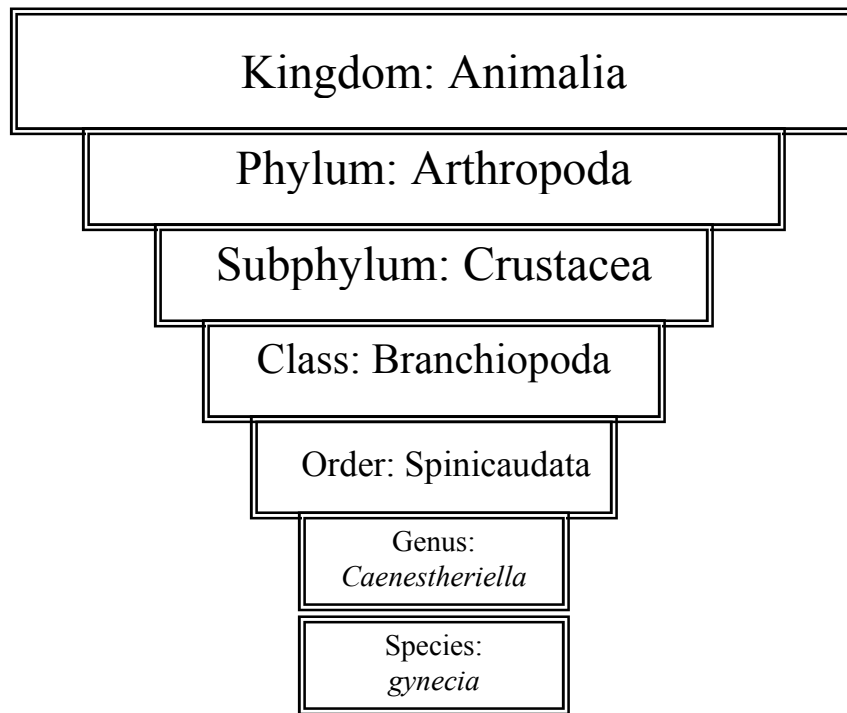 Kingdom: Animalia
Phylum: Arthropoda
Subphylum: Crustacea
Class: Branchiopoda
Order: Spinicaudata
Genus:
Caenestheriella
Species:
gynecia